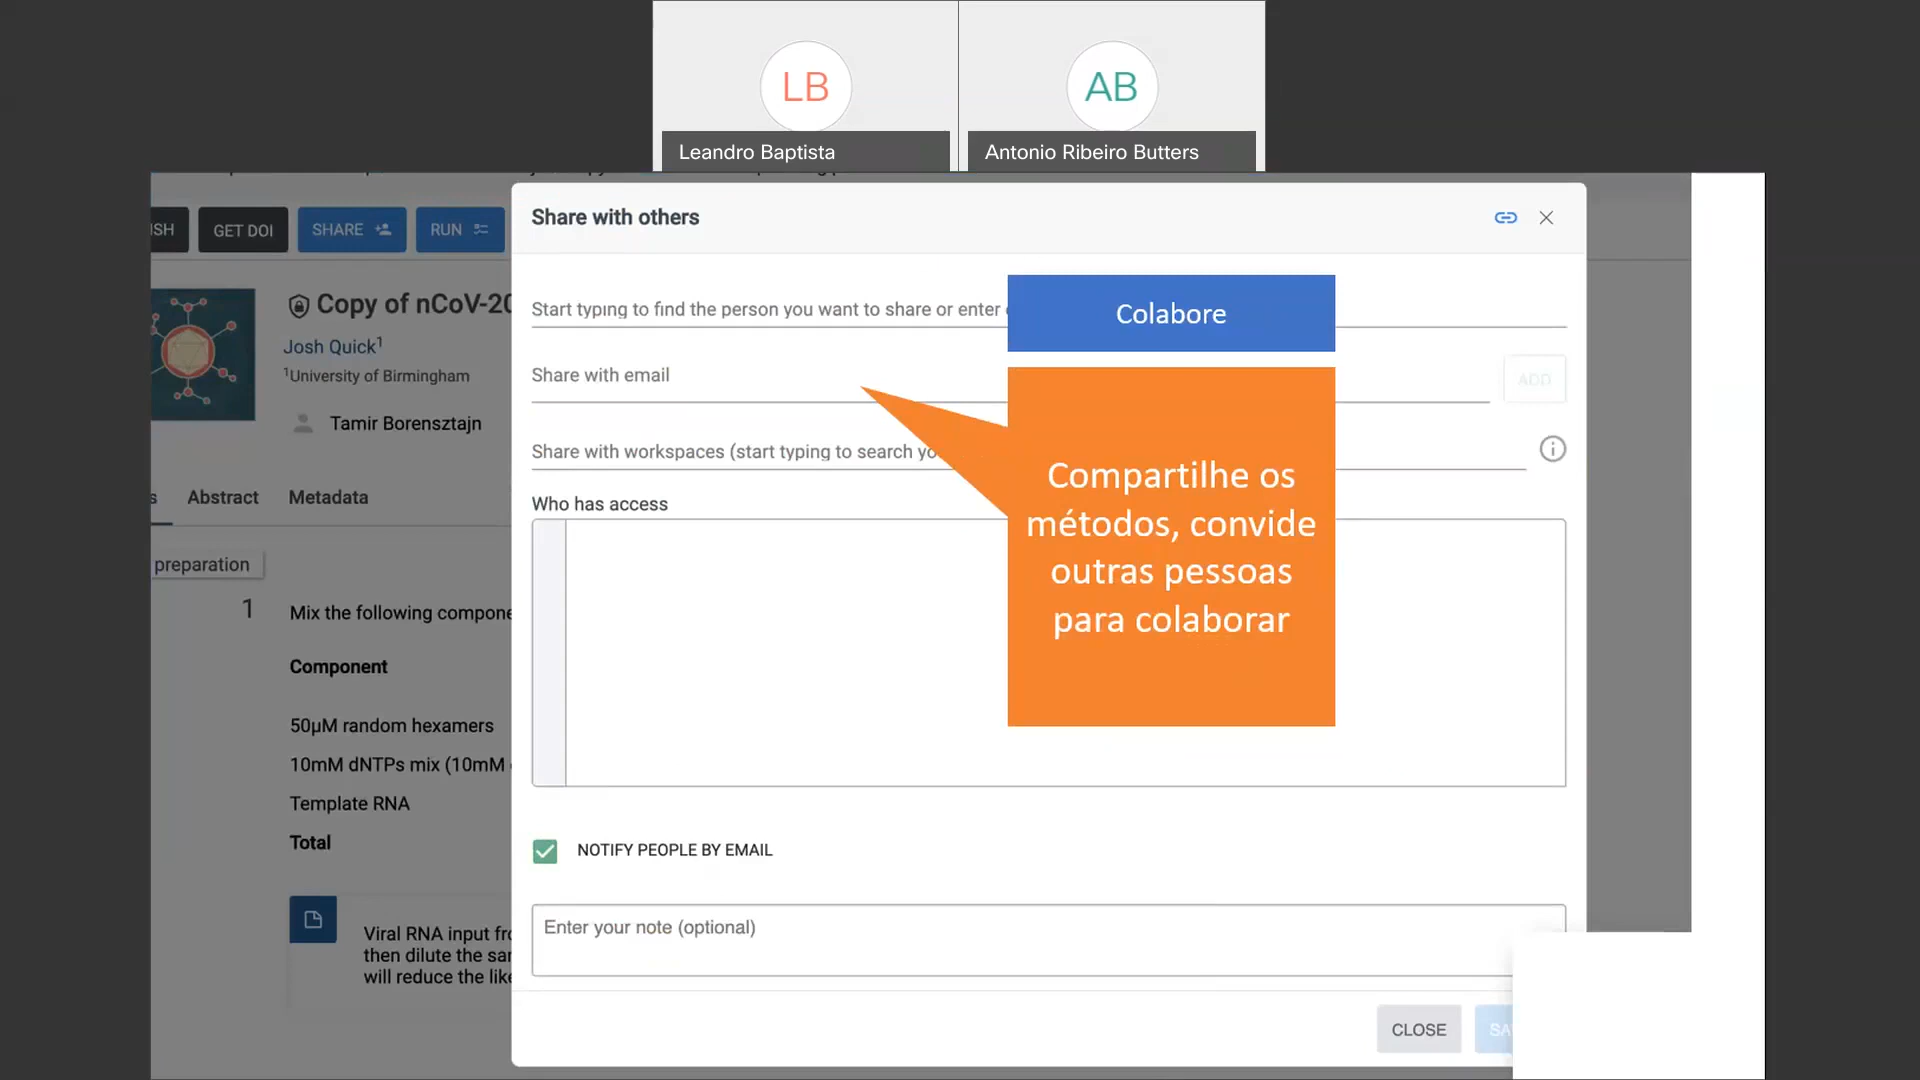 LB
AB
Leandro Baptista
Antonio Ribeiro Butters
GET DOI
SHARE
RUN
Share with others
Copy of nCoV-20
Josh Quick1
1University of Birmingham
Tamir Borensztajn
Abstract
Metadata
preparation
1
Mix the following compone
Component
50µM random hexamers
10mM dNTPs mix (10mM
Template RNA
Total
Viral RNA input fro
then dilute the sar
will reduce the like
Start typing to find the person you want to share or enter
Share with email
ADD
Share with workspaces (start typing to search yo
Who has access
Colabore
Compartilhe os
métodos, convide
outras pessoas
para colaborar
NOTIFY PEOPLE BY EMAIL
Enter your note (optional)
CLOSE
SA